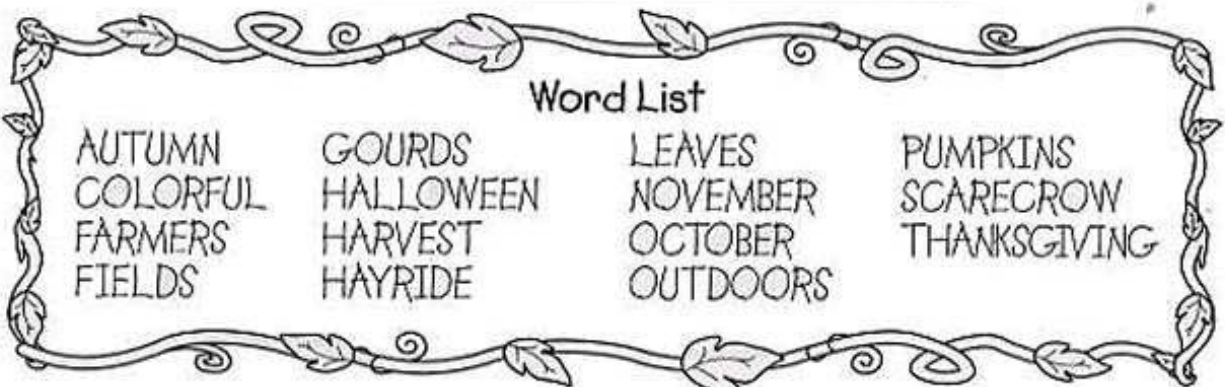 Word List
AUTUMN GOURDS LEAVES PUMPKINS
COLORFUL HALLOWEEN NOVEMBER SCARECROW
FARMERS HARVEST OCTOBER THANKSGIVING
FIELDS HAYRIDE OUTDOORS